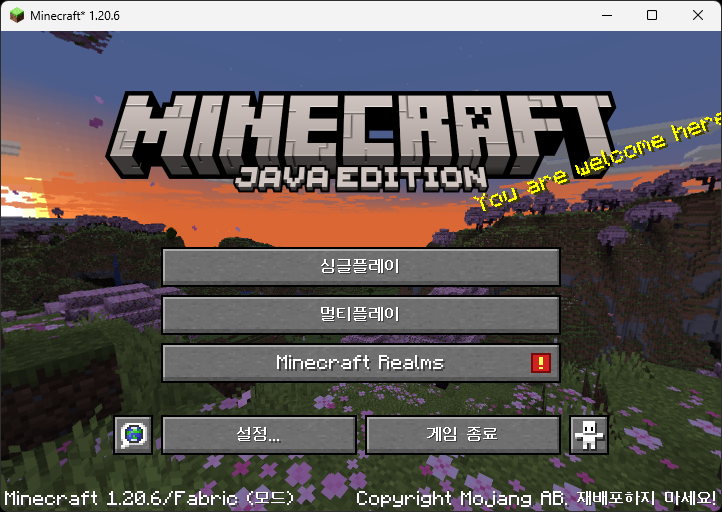 Minecraft* 1.20.6
MINECRAFT
JAVA EDITION
You are welcome here
싱글플레이
멀티플레이
Minecraft Realms
설정...
게임 종료
Minecraft 1.20.6/Fabric (모드)
Copyright Mojang AB. 재배포하지 마세요!